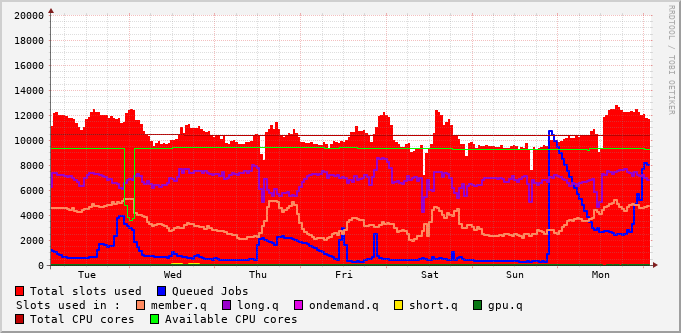 RRDTOOL / TOBI OETIKER
20000
18000
16000
14000
12000
10000
8000
6000
4000
2000
0
Tue Wed Thu Fri Sat Sun Mon
Total slots used Queued Jobs
Slots used in : member.q long.q ondemand.q short.q gpu.q
Total CPU cores Available CPU cores